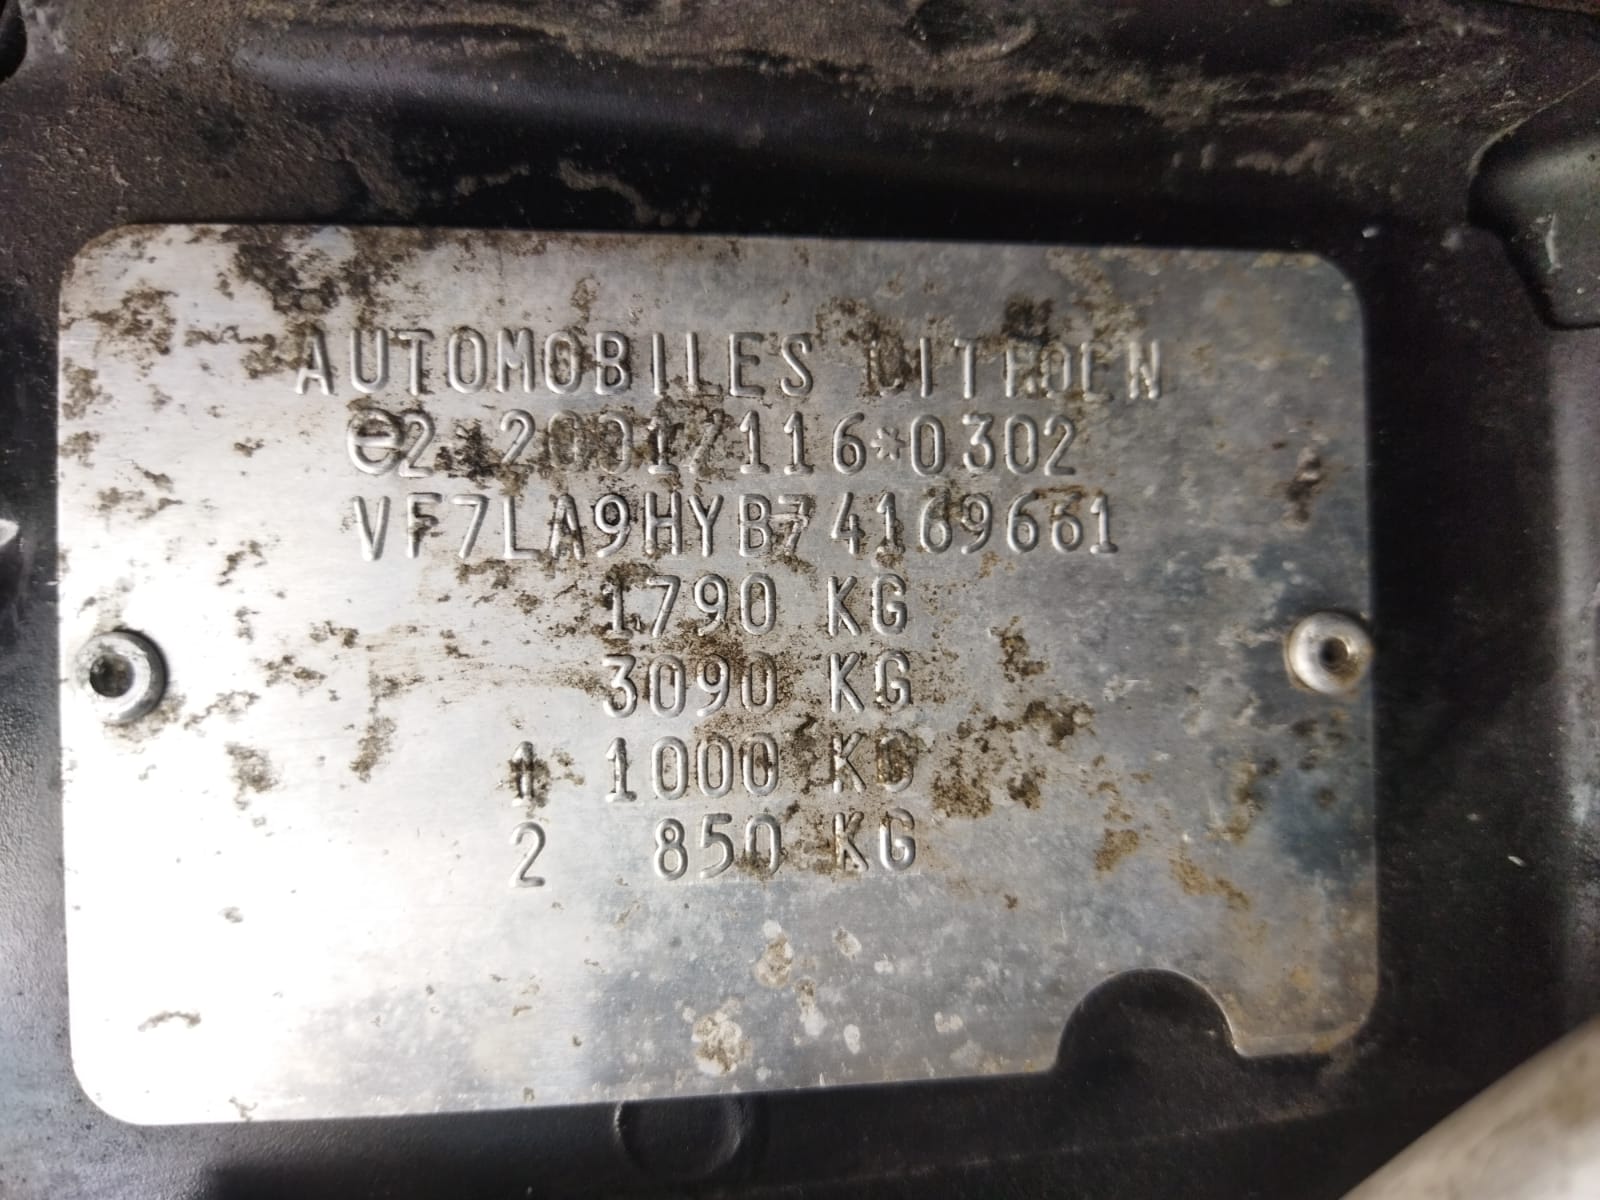 AUTOMOBILES CITROEN
e2*2001/116*0302
VF7LA9HYB74169661
1790 KG
3090 KG
1 1000 KG
2 850 KG